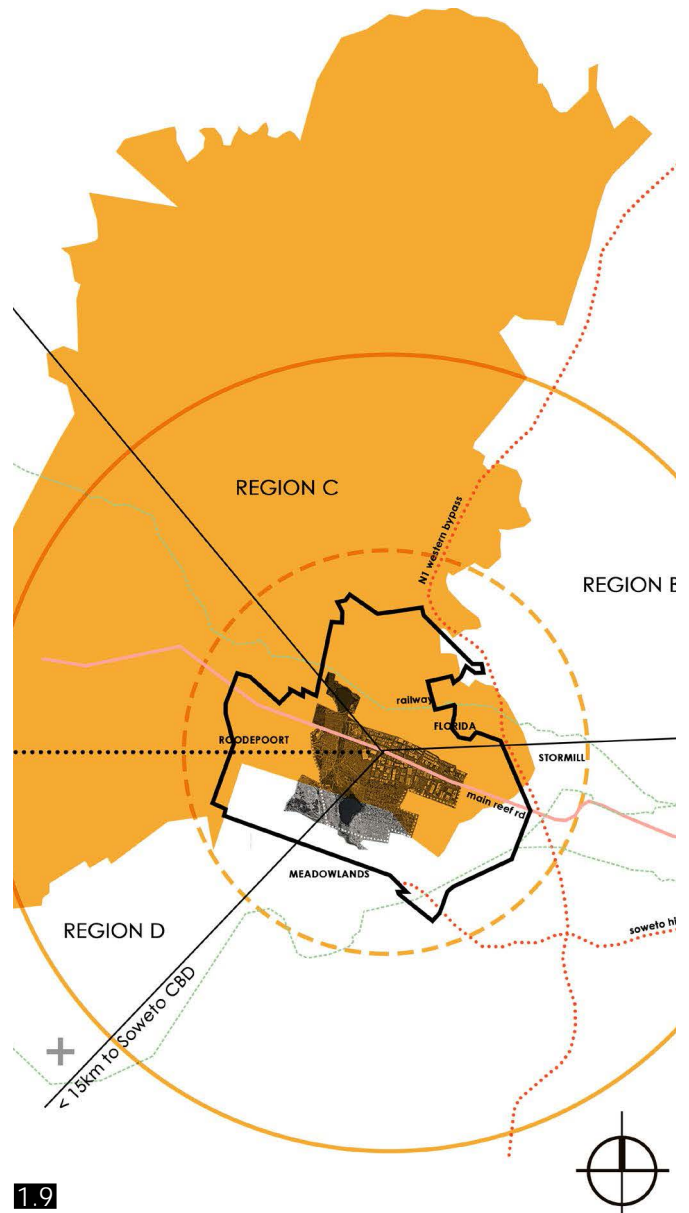 REGION C
N1 western bypass
REGION
railway
FLORIDA
ROODEPOORT
STORMILL
main reef rd
MEADOWLANDS
REGION D
soweto
< 15km to Soweto CBD
1.9